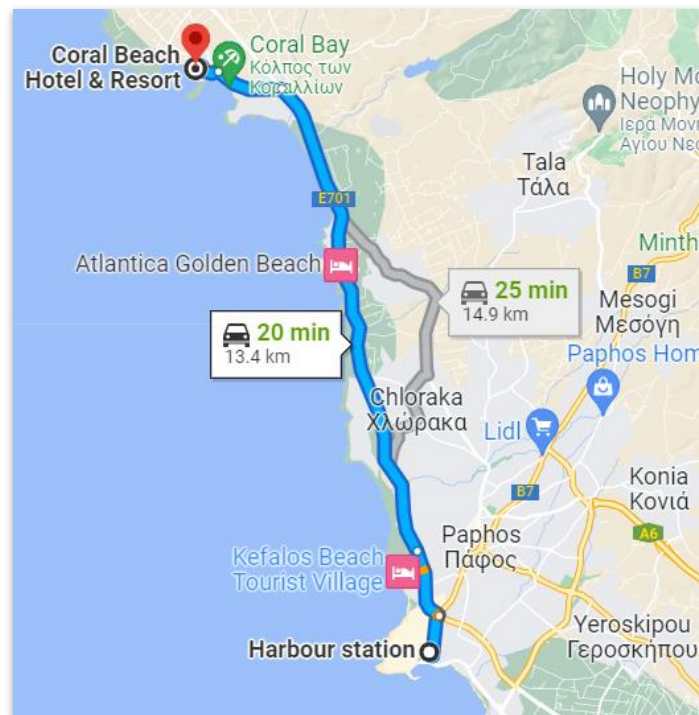 Coral Beach
Hotel & Resort
Coral Bay
Κόλπος των
Κοραλλίων
Holy Mo
Neophy
Ιερά Μονή
Αγίου Νεο
Tala
Τάλα
E701
Minth
B7
Atlantica Golden Beach
25 min
14.9 km
Mesogi
Μεσόγη
20 min
13.4 km
Paphos Hom
Chloraka
Χλώρακα
Lidl
B7
Konia
Κονιά
A6
Paphos
Πάφος
Kefalos Beach
Tourist Village
Yeroskipou
Γεροσκήπου
Harbour station